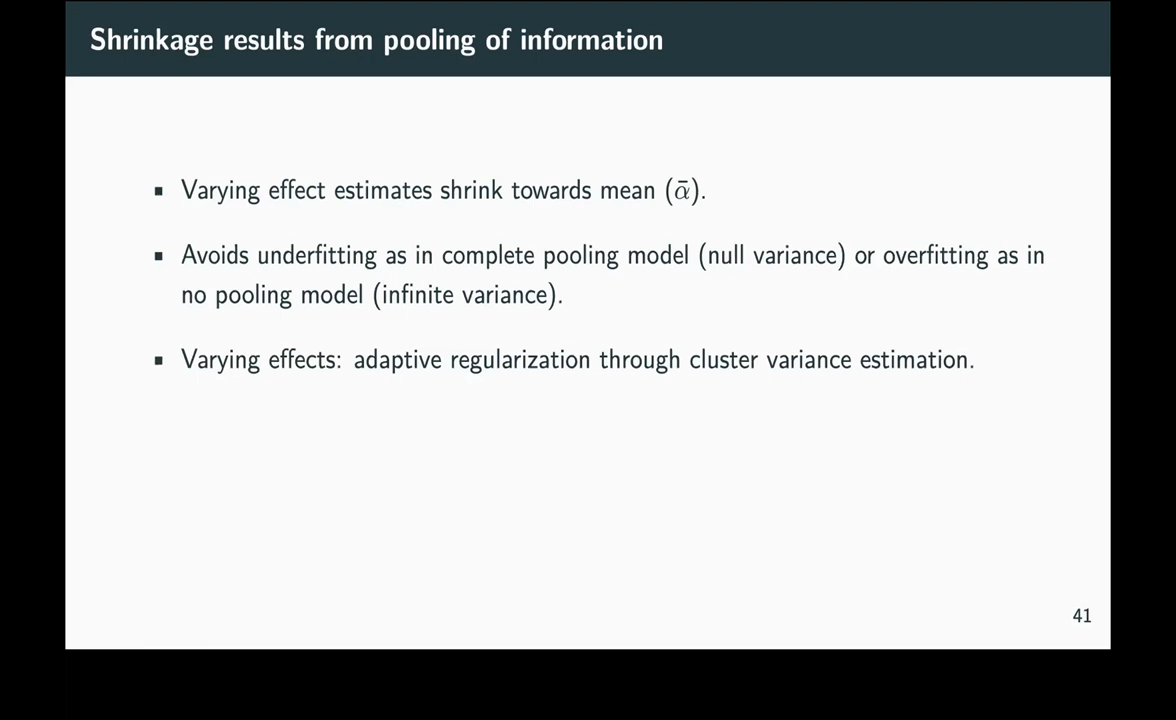 Shrinkage results from pooling of information
▪ Varying effect estimates shrink towards mean (ᾱ).
▪ Avoids underfitting as in complete pooling model (null variance) or overfitting as in
no pooling model (infinite variance).
▪ Varying effects: adaptive regularization through cluster variance estimation.
41